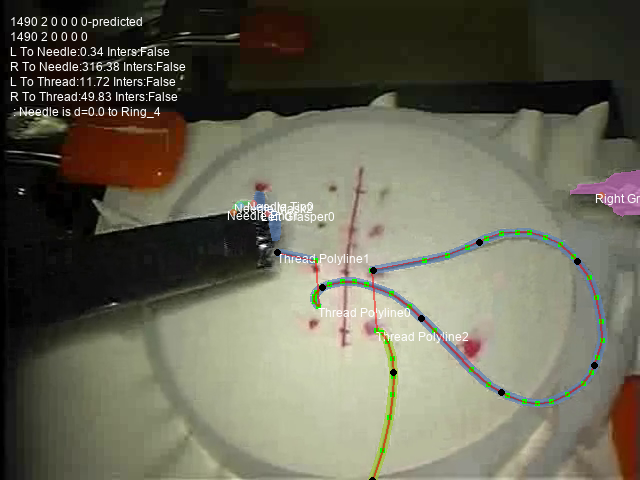 1490 2 0 0 0 0-predicted
1490 2 0 0 0 0
L To Needle:0.34 Inters:False
R To Needle:316.38 Inters:False
L To Thread:11.72 Inters:False
R To Thread:49.83 Inters:False
: Needle is d=0.0 to Ring_4
Right Gr
Thread Polyline1
Thread Polyline0
Thread Polyline2